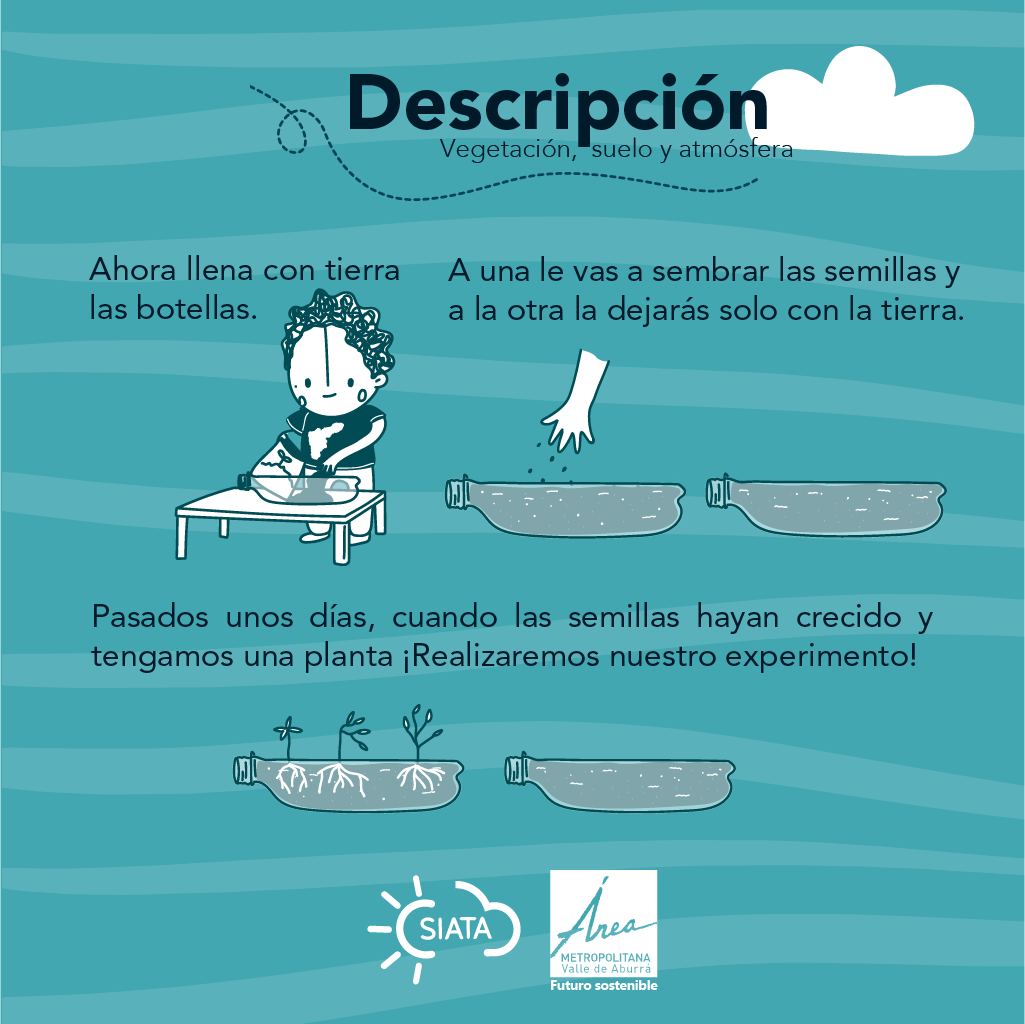 Descripción
Vegetación, suelo y atmósfera
Ahora llena con tierra
las botellas.
A una le vas a sembrar las semillas y
a la otra la dejarás solo con la tierra.
Pasados unos días, cuando las semillas hayan crecido y
tengamos una planta ¡Realizaremos nuestro experimento!
SIATA
Área
METROPOLITANA
Valle de Aburrá
Futuro sostenible